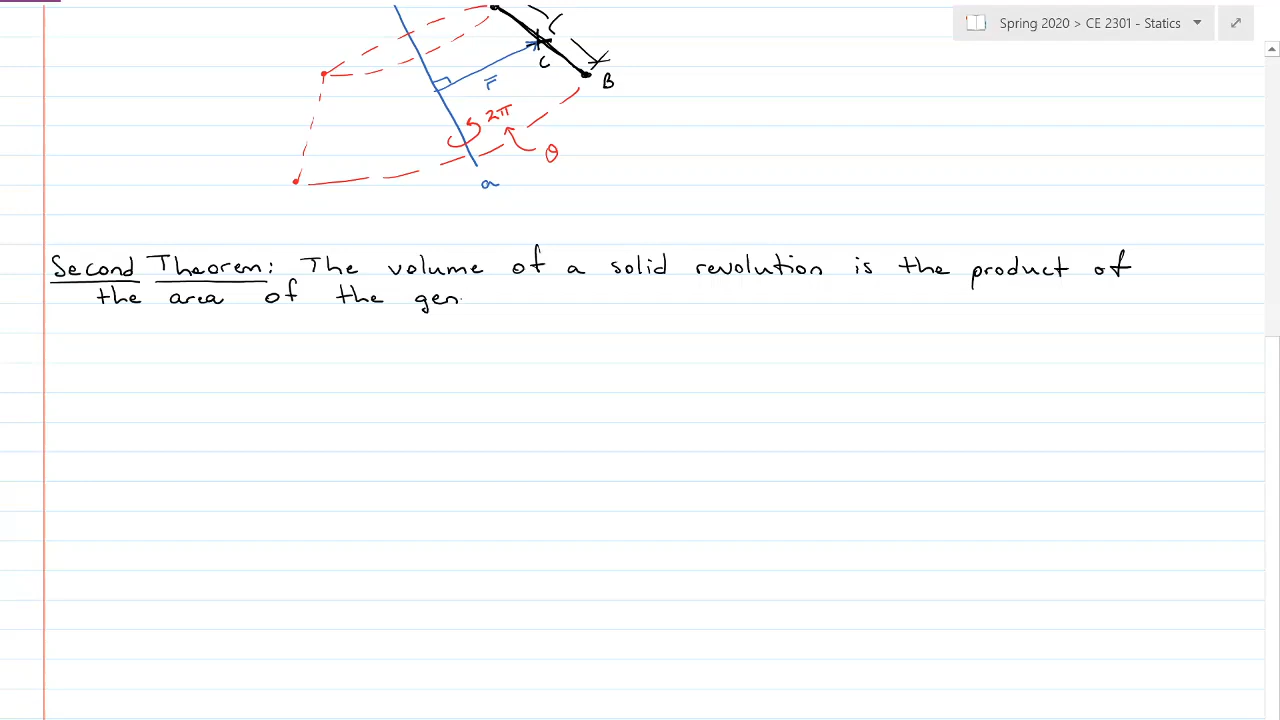 Spring 2020 > CE 2301 - Statics
C
r̄
B
2π
θ
a
Second Theorem: The volume of a solid revolution is the product of
the area of the gen